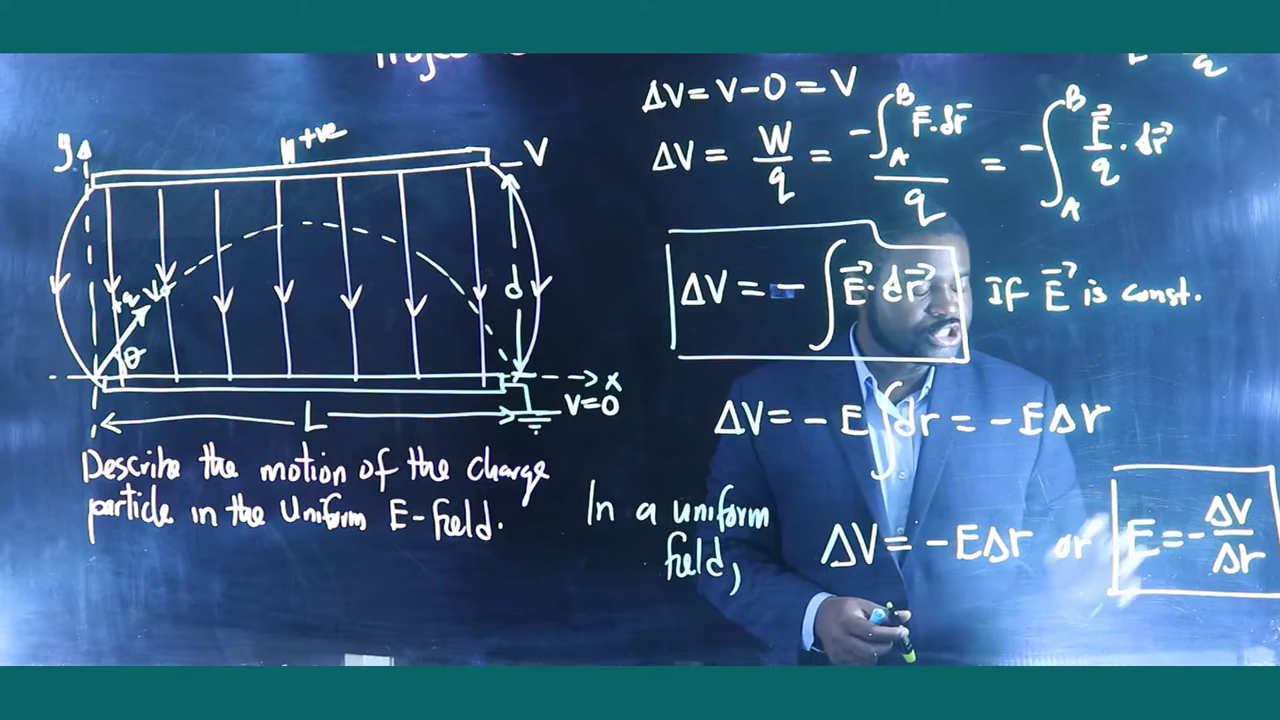 y
+ve
V
d
θ
x
V=0
L
Describe the motion of the charge
particle in the Uniform E-field.
ΔV = V-0 = V
ΔV = W/q = -∫_A^B F⃗·dr⃗ / q = -∫_A^B F⃗/q · dr⃗
q
ΔV = -∫E⃗·dr⃗ If E⃗ is const.
ΔV = -E∫dr = -EΔr
In a uniform
field, ΔV = -EΔr or E = -ΔV/Δr